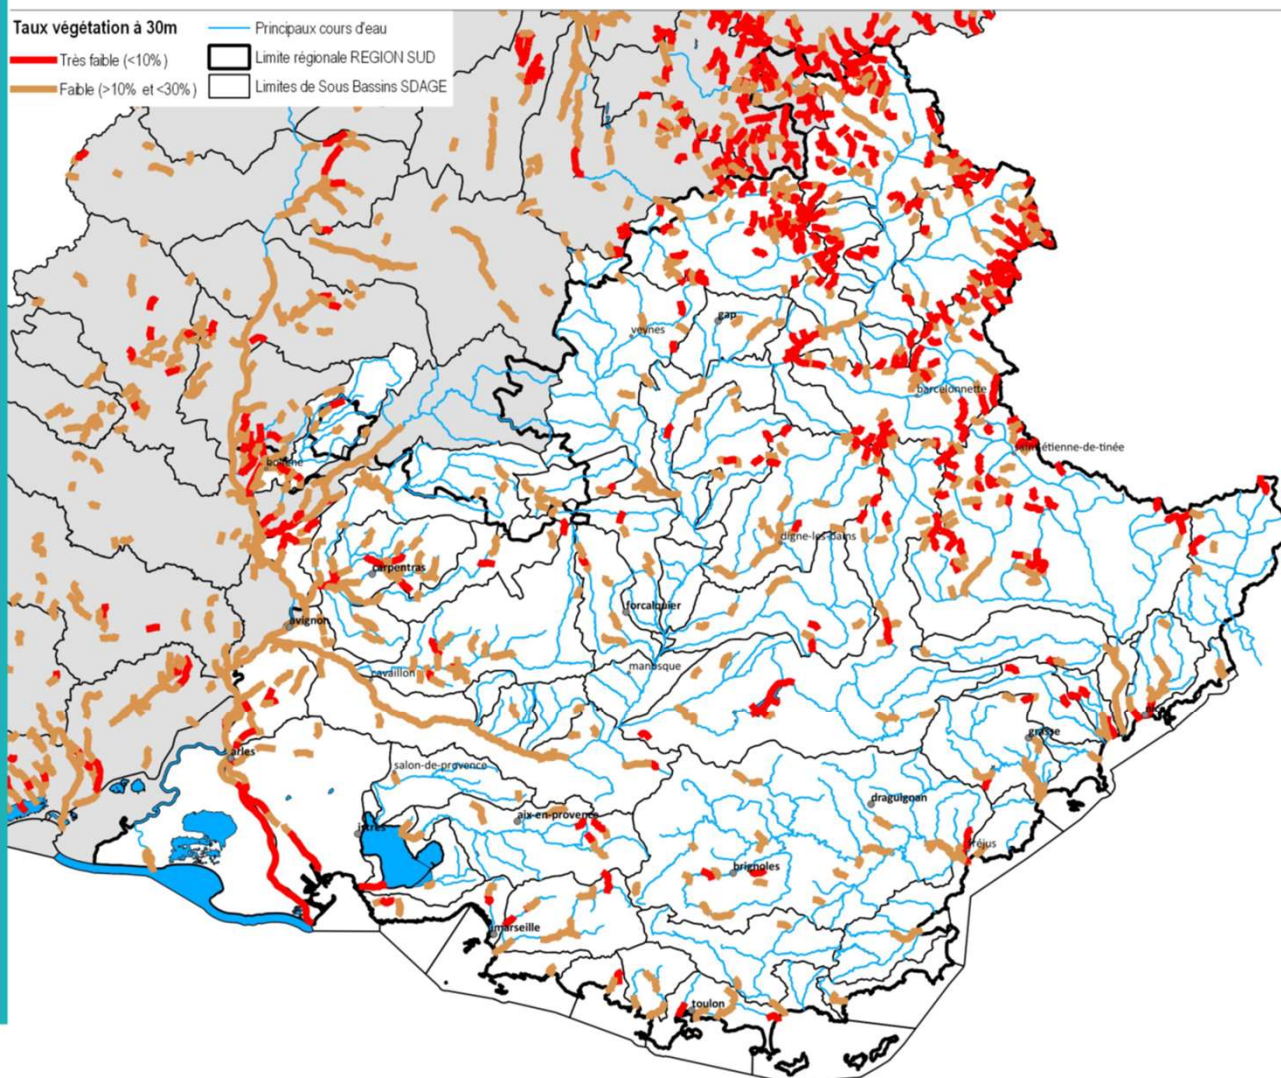 Taux végétation à 30m
Très faible (<10%)
Faible (>10% et <30%)
Principaux cours d'eau
Limite régionale REGION SUD
Limites de Sous Bassins SDAGE
gap
veynes
barcelonnette
saint-étienne-de-tinée
bollène
digne-les-bains
carpentras
forcalquier
avignon
manosque
cavaillon
nice
grasse
arles
salon-de-provence
draguignan
aix-en-provence
istres
fréjus
brignoles
marseille
toulon